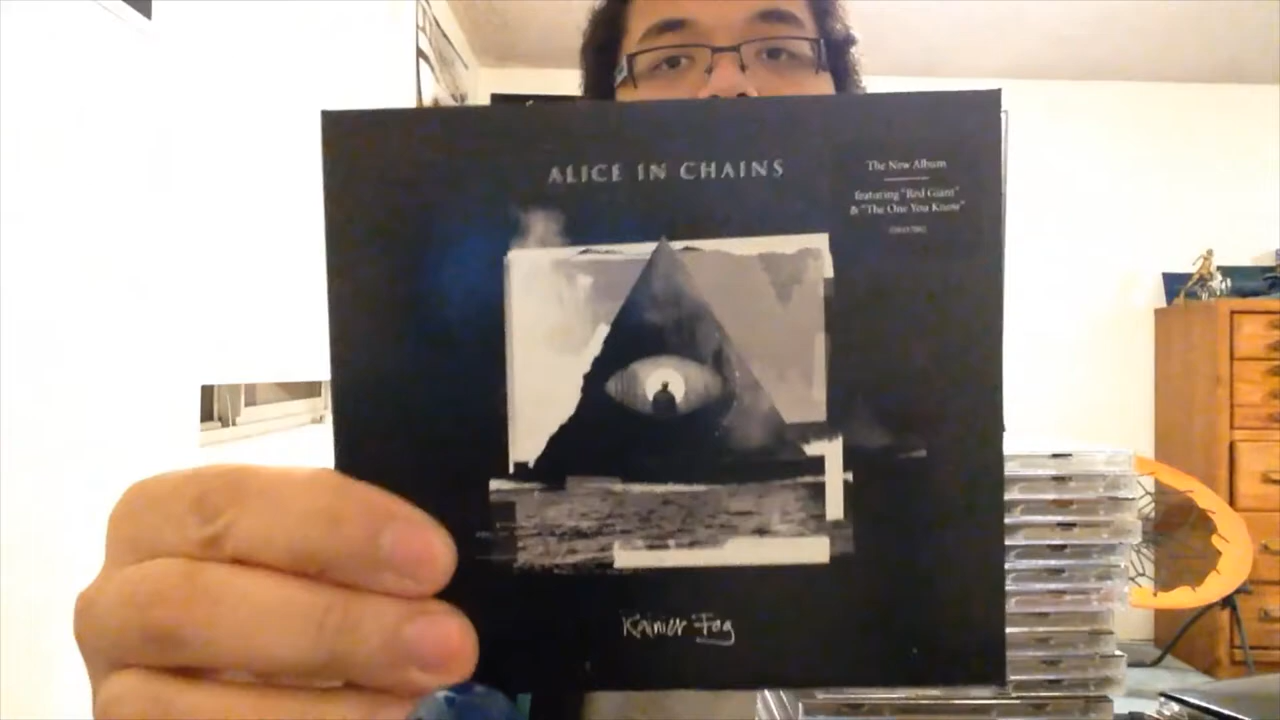 ALICE IN CHAINS
The New Album
featuring "Red Giant"
& "The One You Know"
Rainier Fog